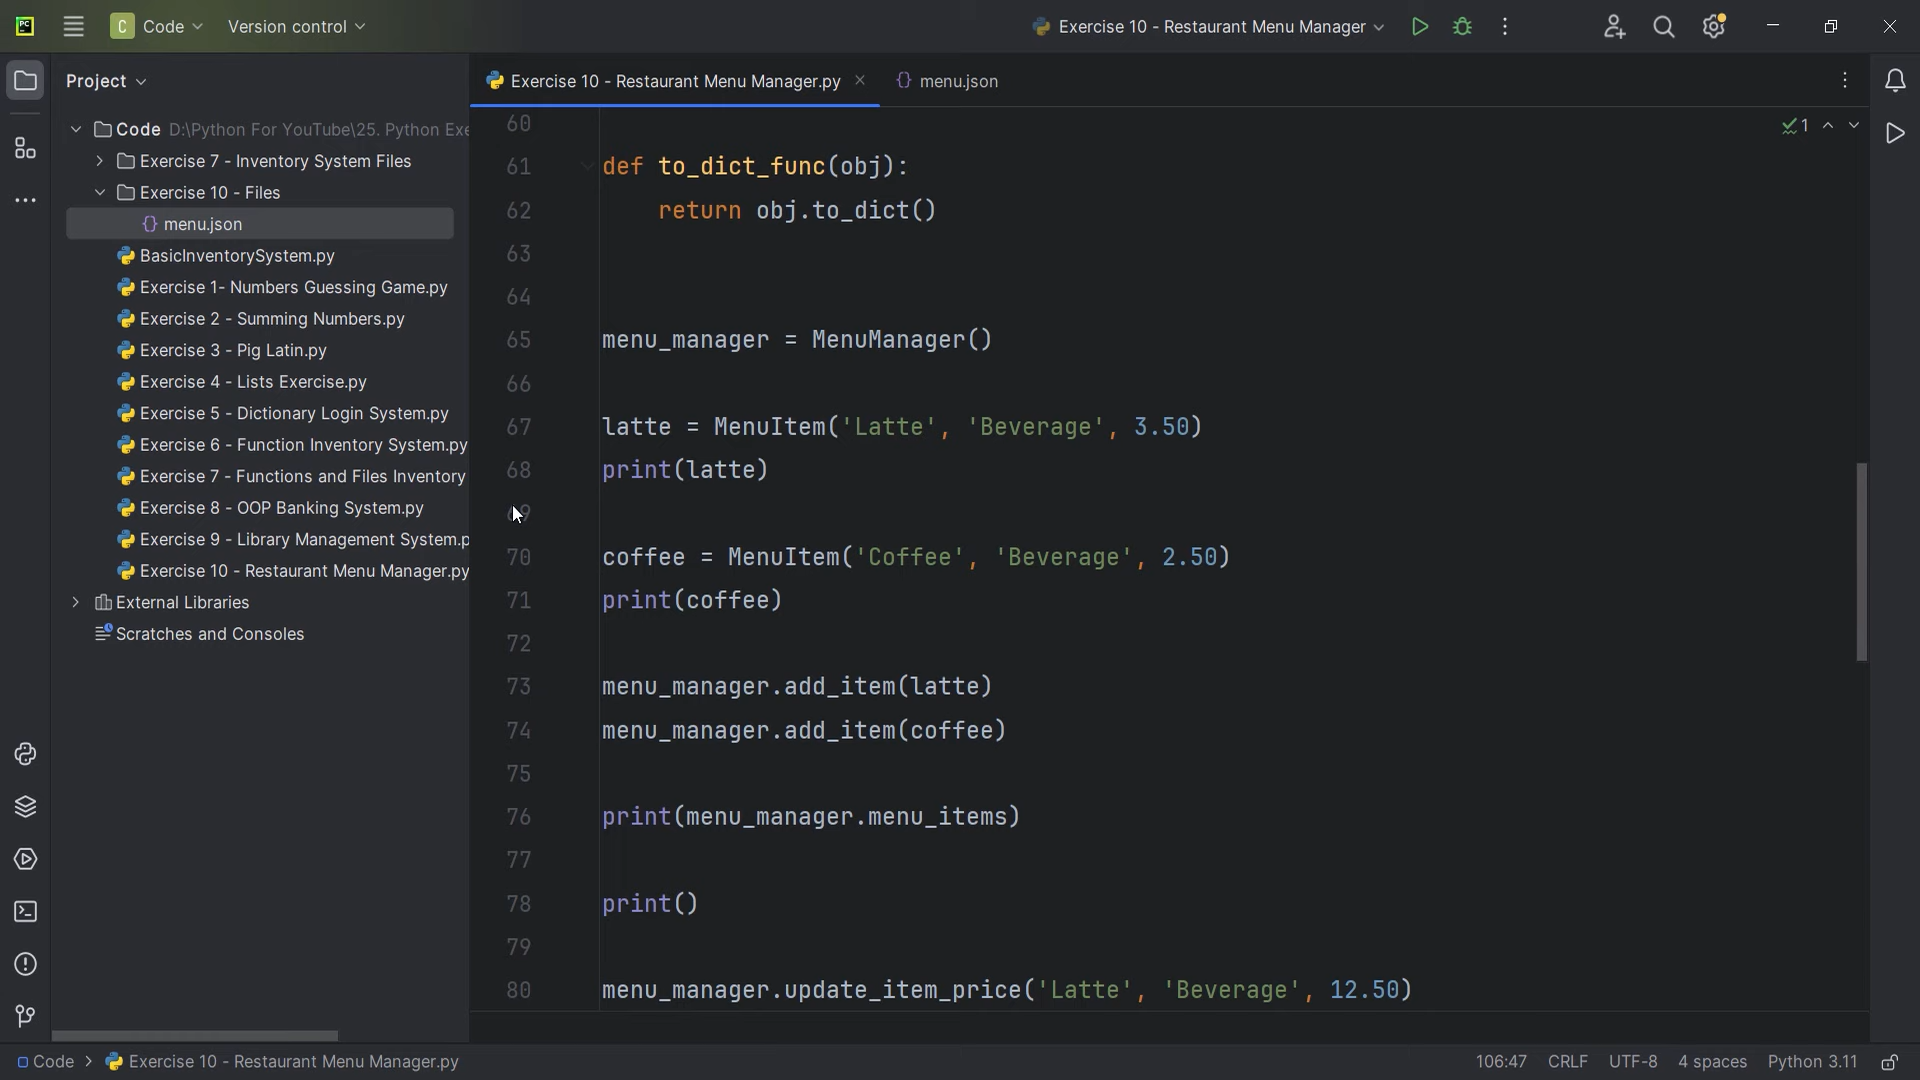 PC
C Code Version control Exercise 10 - Restaurant Menu Manager
Project
Code D:\Python For YouTube\25. Python Exe
Exercise 7 - Inventory System Files
Exercise 10 - Files
menu.json
BasicInventorySystem.py
Exercise 1- Numbers Guessing Game.py
Exercise 2 - Summing Numbers.py
Exercise 3 - Pig Latin.py
Exercise 4 - Lists Exercise.py
Exercise 5 - Dictionary Login System.py
Exercise 6 - Function Inventory System.py
Exercise 7 - Functions and Files Inventory
Exercise 8 - OOP Banking System.py
Exercise 9 - Library Management System.p
Exercise 10 - Restaurant Menu Manager.py
External Libraries
Scratches and Consoles
Exercise 10 - Restaurant Menu Manager.py menu.json
1
60
61 def to_dict_func(obj):
62 return obj.to_dict()
63
64
65 menu_manager = MenuManager()
66
67 latte = MenuItem('Latte', 'Beverage', 3.50)
68 print(latte)
69
70 coffee = MenuItem('Coffee', 'Beverage', 2.50)
71 print(coffee)
72
73 menu_manager.add_item(latte)
74 menu_manager.add_item(coffee)
75
76 print(menu_manager.menu_items)
77
78 print()
79
80 menu_manager.update_item_price('Latte', 'Beverage', 12.50)
Code Exercise 10 - Restaurant Menu Manager.py 106:47 CRLF UTF-8 4 spaces Python 3.11